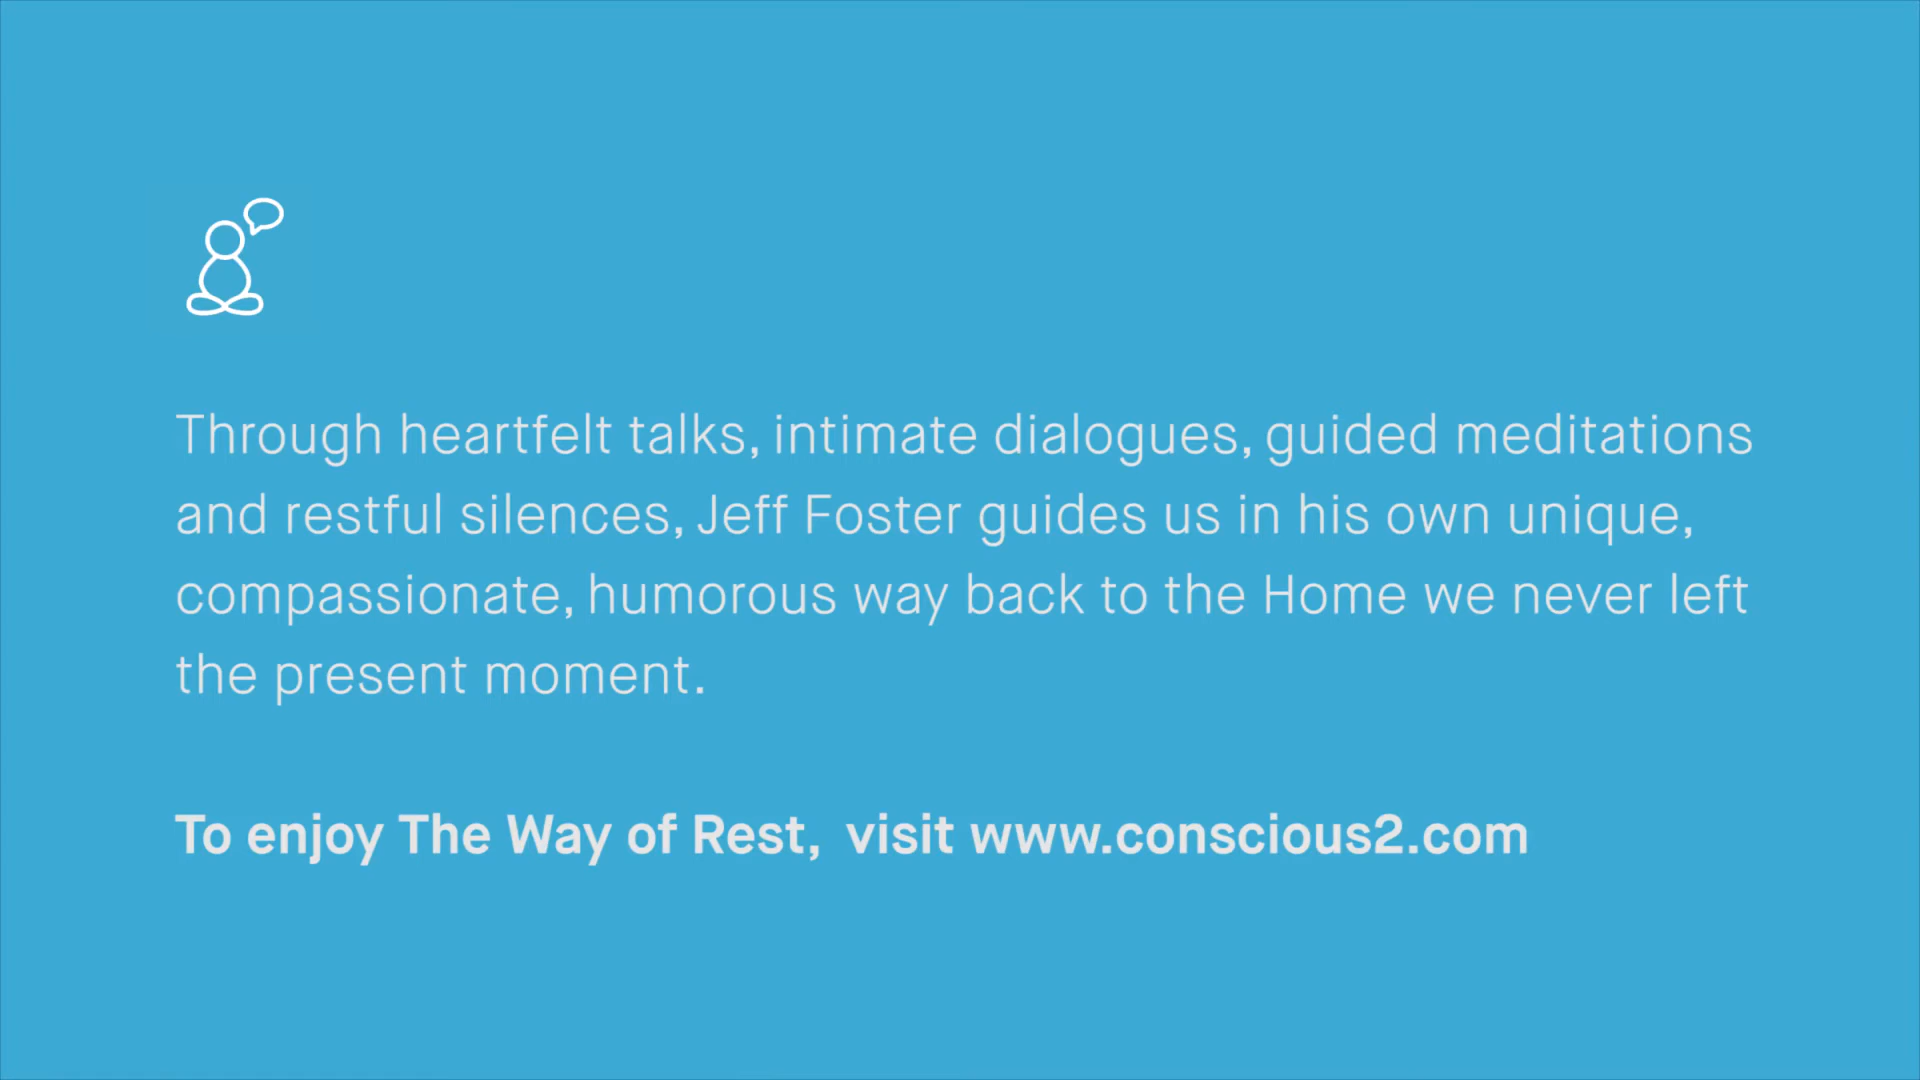 Through heartfelt talks, intimate dialogues, guided meditations
and restful silences, Jeff Foster guides us in his own unique,
compassionate, humorous way back to the Home we never left
the present moment.
To enjoy The Way of Rest, visit www.conscious2.com